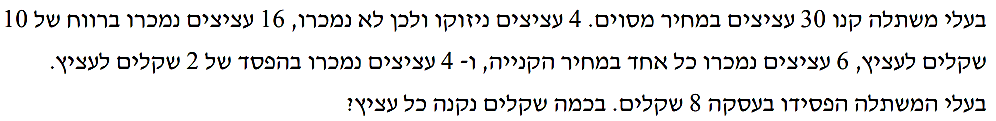 בעלי משתלה קנו 30 עציצים במחיר מסוים. 4 עציצים ניזוקו ולכן לא נמכרו, 16 עציצים נמכרו ברווח של 10
שקלים לעציץ, 6 עציצים נמכרו כל אחד במחיר הקנייה, ו- 4 עציצים נמכרו בהפסד של 2 שקלים לעציץ.
בעלי המשתלה הפסידו בעסקה 8 שקלים. בכמה שקלים נקנה כל עציץ?